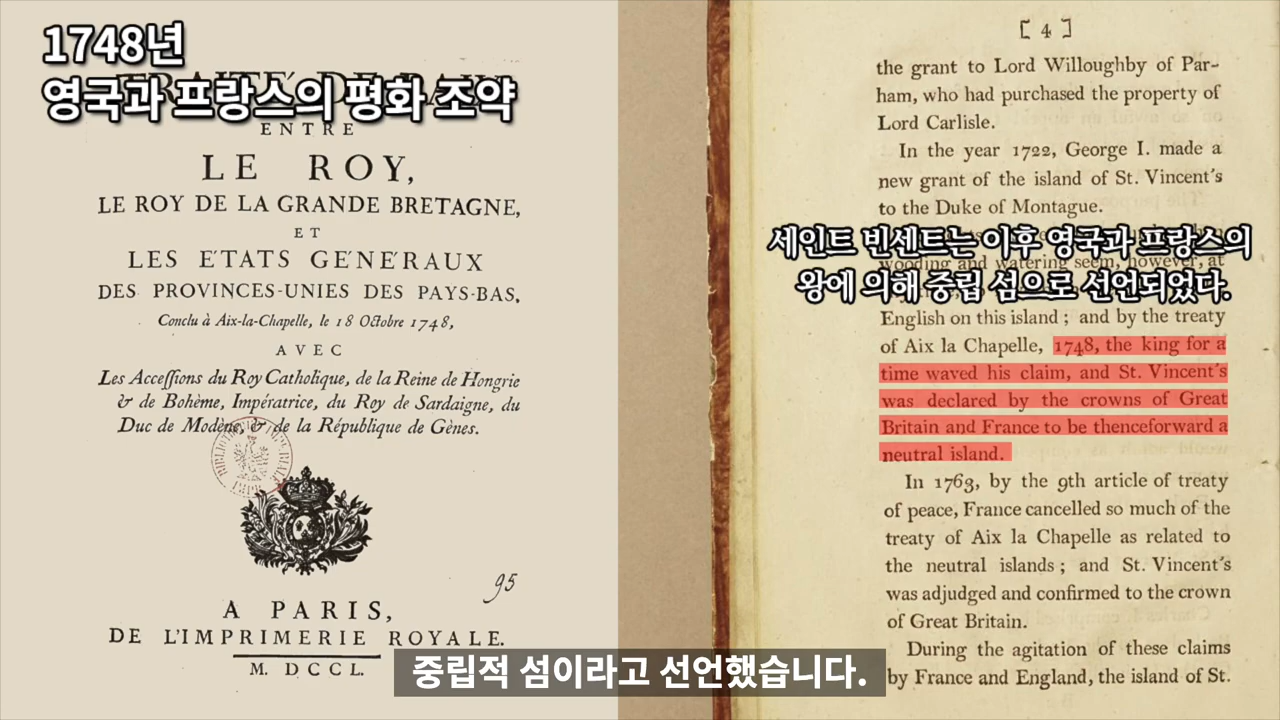 1748년
영국과 프랑스의 평화 조약
ENTRE
LE ROY,
LE ROY DE LA GRANDE BRETAGNE,
ET
LES ETATS GENERAUX
DES PROVINCES-UNIES DES PAYS-BAS,
Conclu à Aix-la-Chapelle, le 18 Octobre 1748,
AVEC
Les Accessions du Roy Catholique, de la Reine de Hongrie
& de Bohème, Impératrice, du Roy de Sardaigne, du
Duc de Modène, & de la République de Gènes.
95
A PARIS,
DE L'IMPRIMERIE ROYALE.
M. DCCL.
[ 4 ]
the grant to Lord Willoughby of Par-
ham, who had purchased the property of
Lord Carlisle.
In the year 1722, George I. made a
new grant of the island of St. Vincent's
to the Duke of Montague.
세인트 빈센트는 이후 영국과 프랑스의
왕에 의해 중립 섬으로 선언되었다.
wooding and watering seem, however, at
English on this island; and by the treaty
of Aix la Chapelle, 1748, the king for a
time waved his claim, and St. Vincent's
was declared by the crowns of Great
Britain and France to be thenceforward a
neutral island.
In 1763, by the 9th article of treaty
of peace, France cancelled so much of the
treaty of Aix la Chapelle as related to
the neutral islands; and St. Vincent's
was adjudged and confirmed to the crown
of Great Britain.
During the agitation of these claims
by France and England, the island of St.
중립적 섬이라고 선언했습니다.